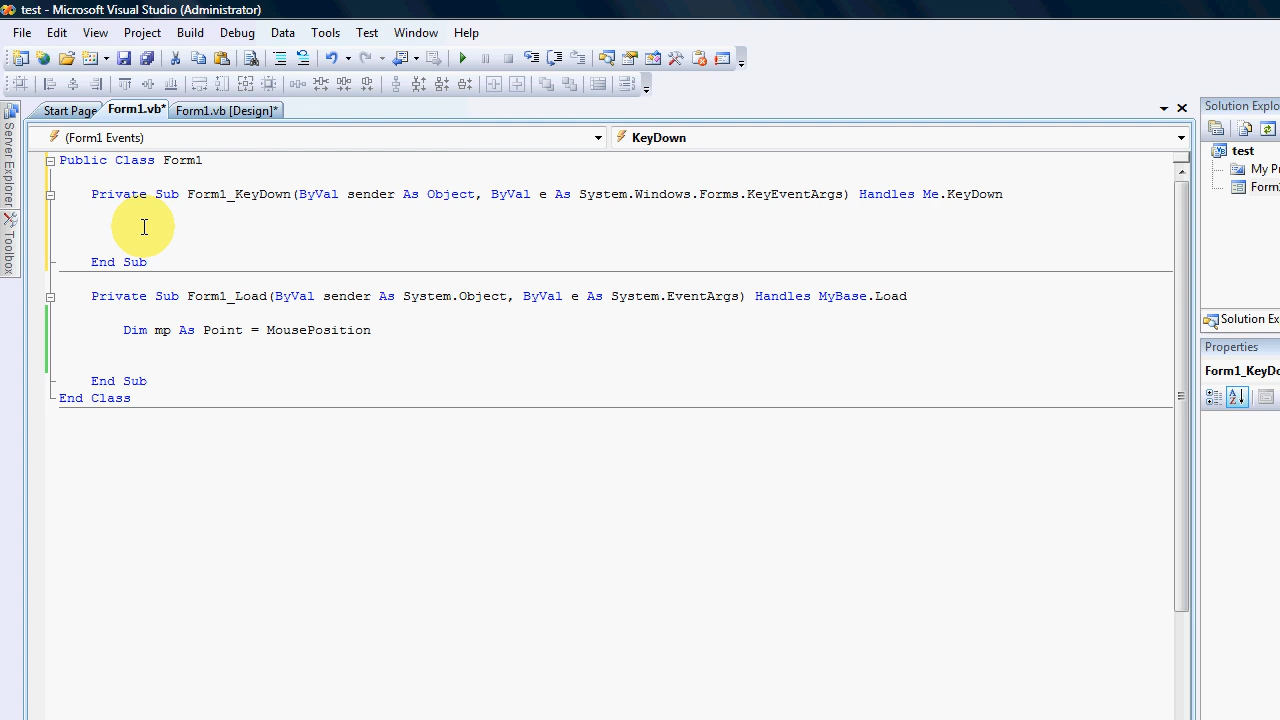 test - Microsoft Visual Studio (Administrator)
File Edit View Project Build Debug Data Tools Test Window Help
Start Page Form1.vb* Form1.vb [Design]*
(Form1 Events) KeyDown
Public Class Form1
Private Sub Form1_KeyDown(ByVal sender As Object, ByVal e As System.Windows.Forms.KeyEventArgs) Handles Me.KeyDown
End Sub
Private Sub Form1_Load(ByVal sender As System.Object, ByVal e As System.EventArgs) Handles MyBase.Load
Dim mp As Point = MousePosition
End Sub
End Class
Server Explorer
Toolbox
Solution Explo
test
My Pr
Form1
Solution Ex
Properties
Form1_KeyDo